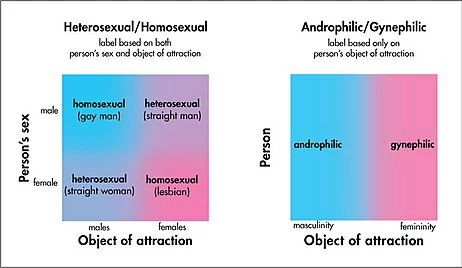 Heterosexual/Homosexual
label based on both
person's sex and object of attraction
Person's sex
male
female
homosexual
(gay man)
heterosexual
(straight man)
heterosexual
(straight woman)
homosexual
(lesbian)
males
females
Object of attraction
Androphilic/Gynephilic
label based only on
person's object of attraction
Person
androphilic
gynephilic
masculinity
femininity
Object of attraction